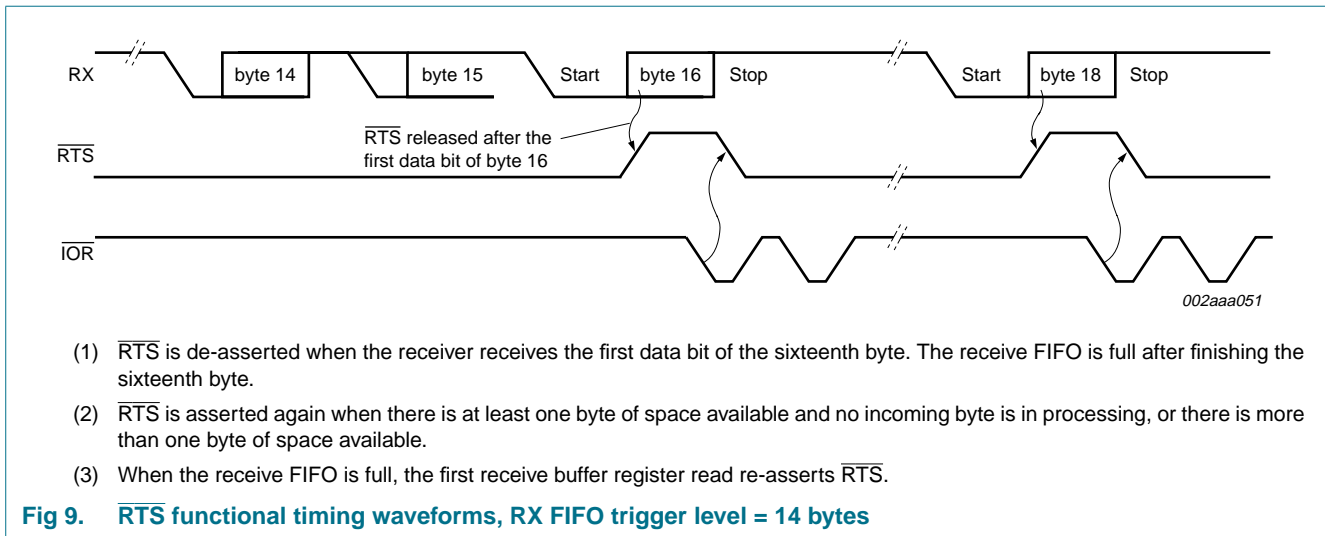 RX
byte 14
byte 15
Start
byte 16
Stop
Start
byte 18
Stop
RTS released after the
first data bit of byte 16
RTS
IOR
002aaa051
(1) RTS is de-asserted when the receiver receives the first data bit of the sixteenth byte. The receive FIFO is full after finishing the
sixteenth byte.
(2) RTS is asserted again when there is at least one byte of space available and no incoming byte is in processing, or there is more
than one byte of space available.
(3) When the receive FIFO is full, the first receive buffer register read re-asserts RTS.
Fig 9. RTS functional timing waveforms, RX FIFO trigger level = 14 bytes